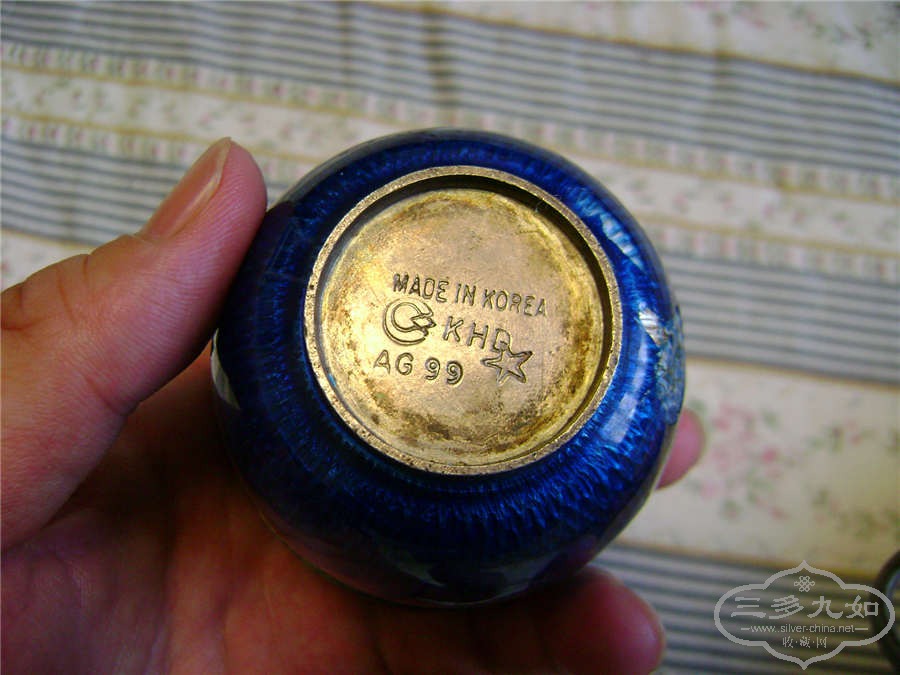 MADE IN KOREA
KHD
AG 99
三多九如
www.silver-china.net
收·藏·网